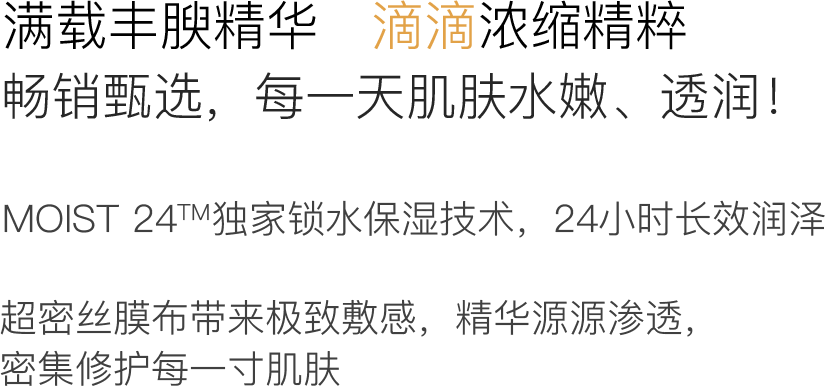 满载丰腴精华 滴滴浓缩精粹
畅销甄选，每一天肌肤水嫩、透润！
MOIST 24™独家锁水保湿技术，24小时长效润泽
超密丝膜布带来极致敷感，精华源源渗透，
密集修护每一寸肌肤